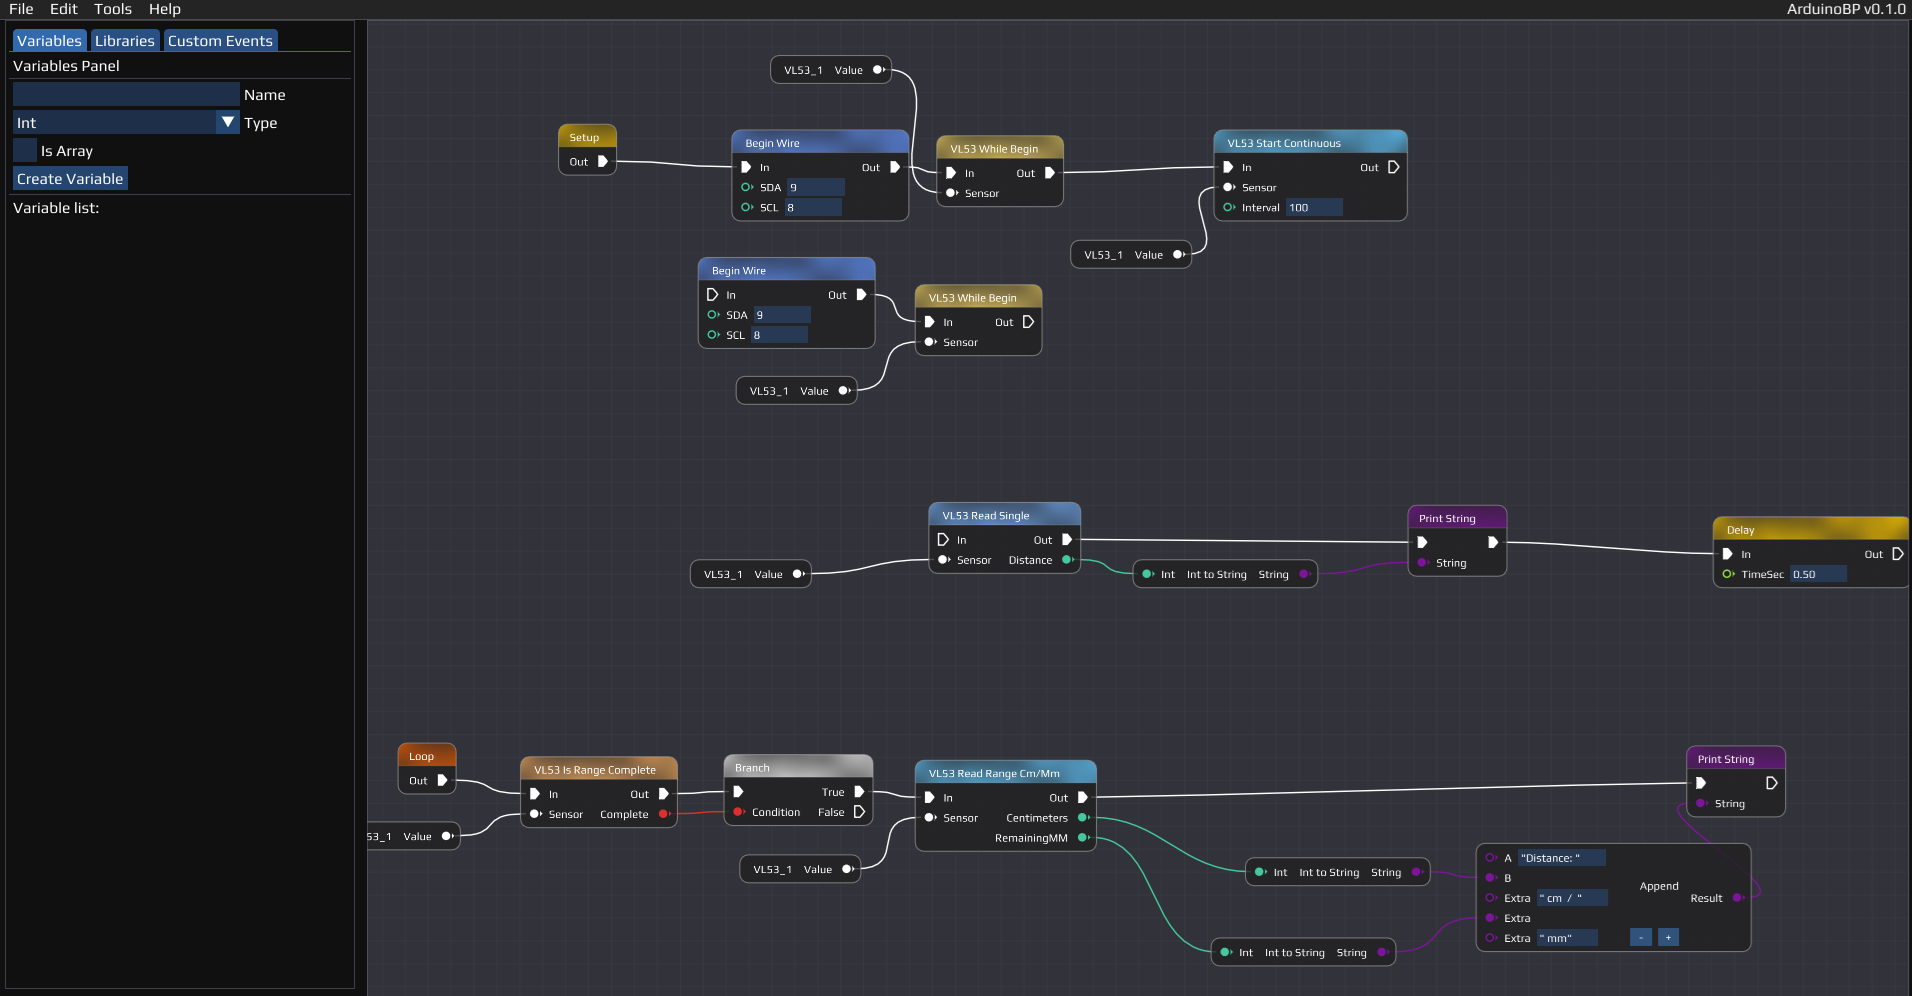 File Edit Tools Help ArduinoBP v0.1.0
Variables Libraries Custom Events
Variables Panel
Name
Int Type
Is Array
Create Variable
Variable list:
VL53_1 Value
Setup
Out
Begin Wire
In Out
SDA 9
SCL 8
VL53 While Begin
In Out
Sensor
VL53 Start Continuous
In Out
Sensor
Interval 100
VL53_1 Value
Begin Wire
In Out
SDA 9
SCL 8
VL53 While Begin
In Out
Sensor
VL53_1 Value
VL53 Read Single
In Out
Sensor Distance
VL53_1 Value
Int Int to String String
Print String
String
Delay
In Out
TimeSec 0.50
Loop
Out
53_1 Value
VL53 Is Range Complete
In Out
Sensor Complete
Branch
True
Condition False
VL53_1 Value
VL53 Read Range Cm/Mm
In Out
Sensor Centimeters
RemainingMM
Int Int to String String
Int Int to String String
Print String
String
A "Distance: "
B
Append
Extra " cm / "
Result
Extra
Extra " mm" - +